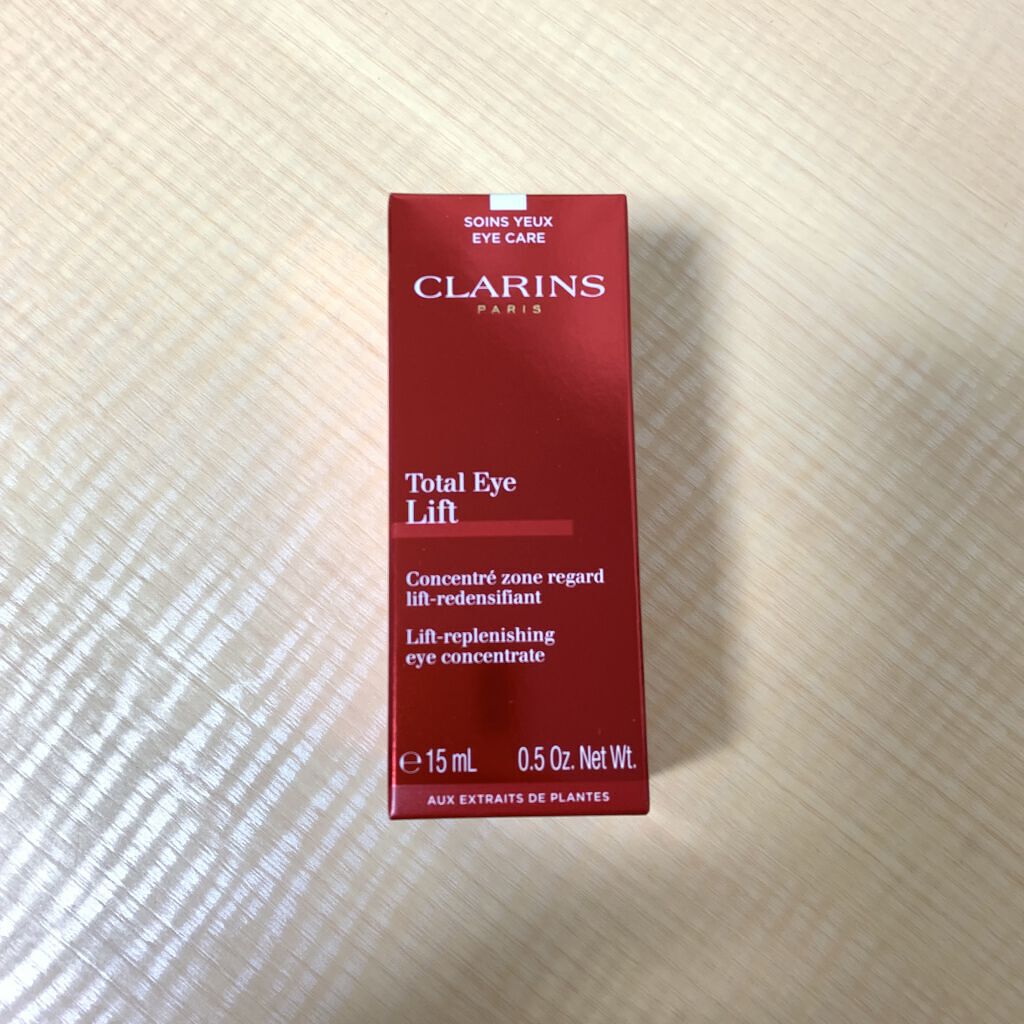 SOINS YEUX
EYE CARE
CLARINS
PARIS
Total Eye
Lift
Concentré zone regard
lift-redensifiant
Lift-replenishing
eye concentrate
℮ 15 mL 0.5 Oz. Net Wt.
AUX EXTRAITS DE PLANTES